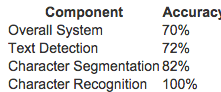 Component Accuracy
Overall System 70%
Text Detection 72%
Character Segmentation 82%
Character Recognition 100%